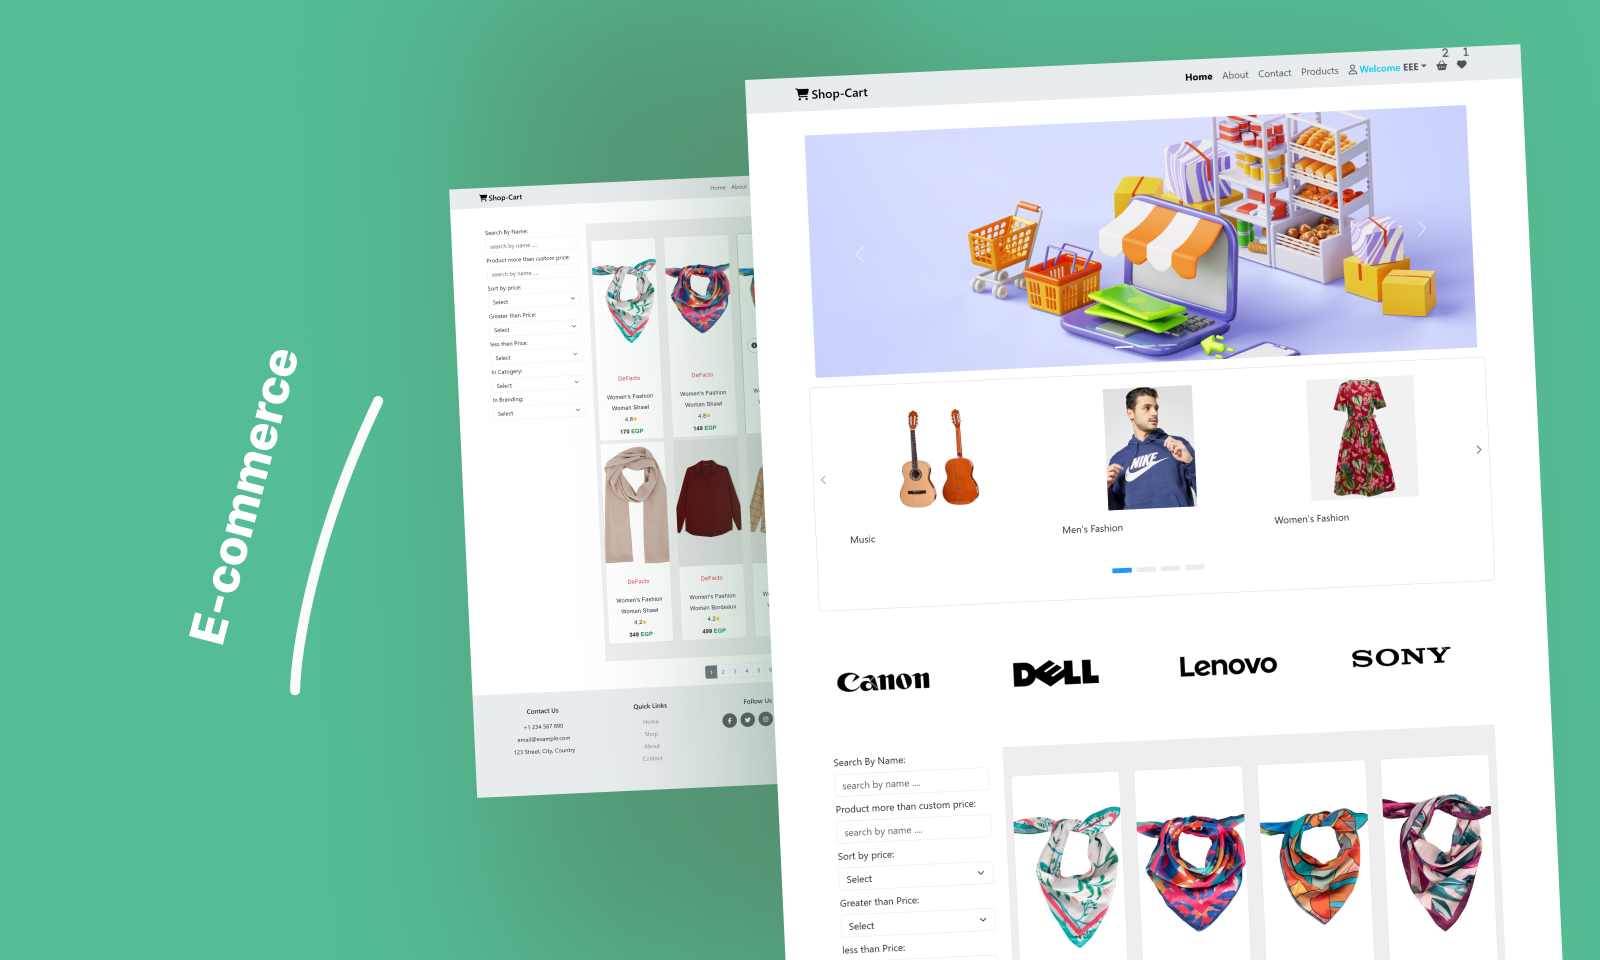 E-commerce
Shop-Cart
Home About
Search By Name:
search by name ....
Product more than custom price:
search by name ....
Sort by price:
Select
Greater than Price:
Select
less than Price:
Select
In Catogery:
Select
In Branding:
Select
DeFacto
Women's Fashion
Woman Shawl
4.8
170 EGP
DeFacto
Women's Fashion
Woman Shawl
4.8
149 EGP
DeFacto
Women's Fashion
Woman Shawl
4.2
349 EGP
DeFacto
Women's Fashion
Woman Bordeaux
4.2
499 EGP
1 2 3 4 5 6
Contact Us
+1 234 567 890
email@example.com
123 Street, City, Country
Quick Links
Home
Shop
About
Contact
Follow Us
Shop-Cart
Home About Contact Products Welcome EEE 2 1
NIKE
Music
Men's Fashion
Women's Fashion
Canon
DELL
Lenovo
SONY
Search By Name:
search by name ....
Product more than custom price:
search by name ....
Sort by price:
Select
Greater than Price:
Select
less than Price: